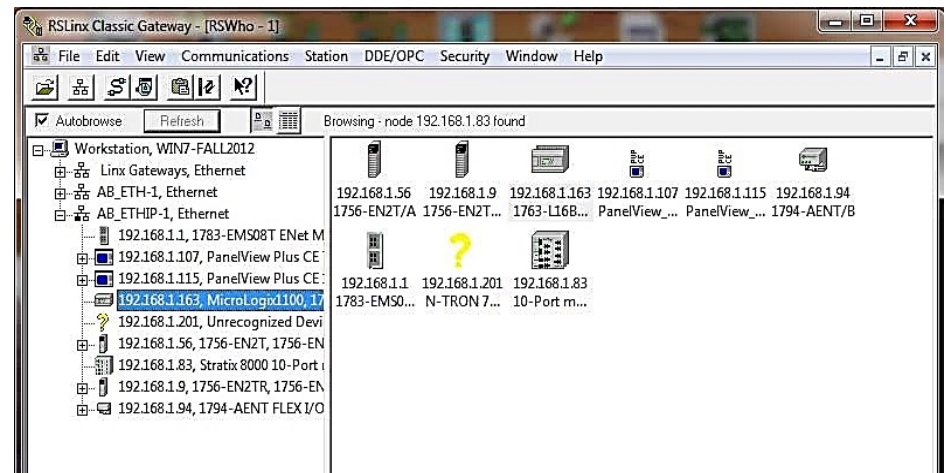 RSLinx Classic Gateway - [RSWho - 1]
File Edit View Communications Station DDE/OPC Security Window Help
Autobrowse Refresh Browsing - node 192.168.1.83 found
Workstation, WIN7-FALL2012
Linx Gateways, Ethernet
AB_ETH-1, Ethernet
AB_ETHIP-1, Ethernet
192.168.1.1, 1783-EMS08T ENet M
192.168.1.107, PanelView Plus CE
192.168.1.115, PanelView Plus CE
192.168.1.163, MicroLogix1100, 17
192.168.1.201, Unrecognized Devi
192.168.1.56, 1756-EN2T, 1756-EN
192.168.1.83, Stratix 8000 10-Port
192.168.1.9, 1756-EN2TR, 1756-EN
192.168.1.94, 1794-AENT FLEX I/O
192.168.1.56 192.168.1.9 192.168.1.163 192.168.1.107 192.168.1.115 192.168.1.94
1756-EN2T/A 1756-EN2T... 1763-L16B... PanelView_... PanelView_... 1794-AENT/B
192.168.1.1 192.168.1.201 192.168.1.83
1783-EMS0... N-TRON 7... 10-Port m...